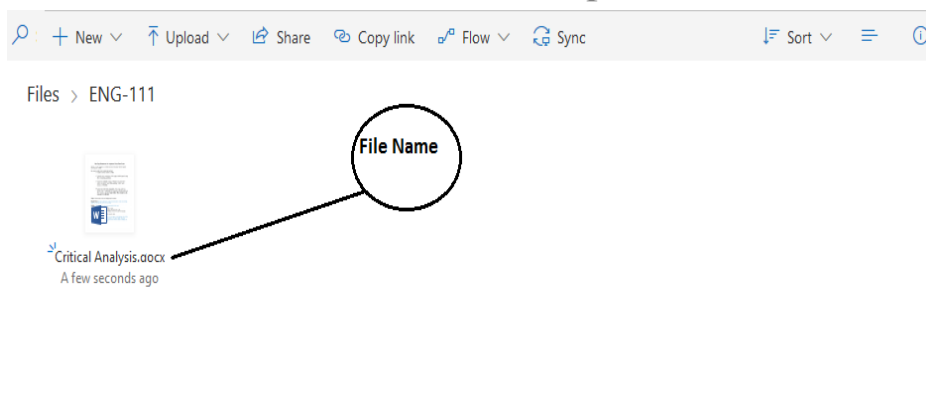 + New Upload Share Copy link Flow Sync Sort
Files > ENG-111
File Name
Critical Analysis.docx
A few seconds ago